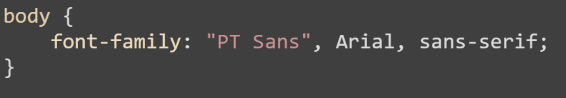 body {
    font-family: "PT Sans", Arial, sans-serif;
}